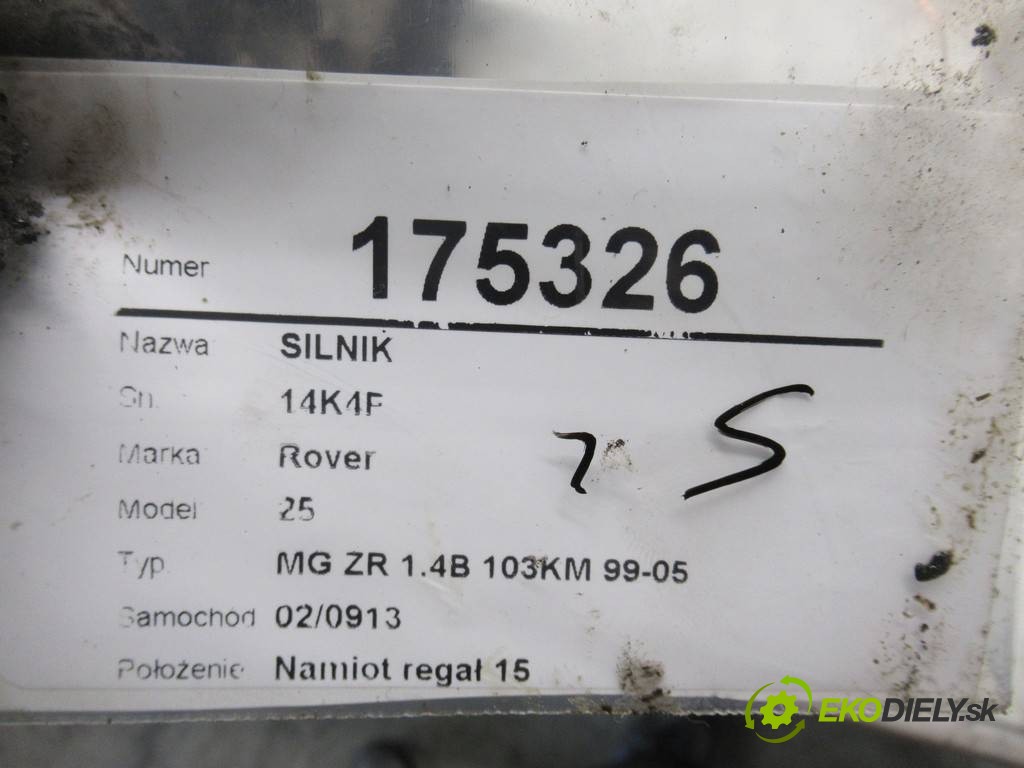 Numer 175326
Nazwa SILNIK
Sn. 14K4F
Marka Rover
Model 25
Typ MG ZR 1.4B 103KM 99-05
Samochod 02/0913
Położenie Namiot regał 15
EKODIELY.sk